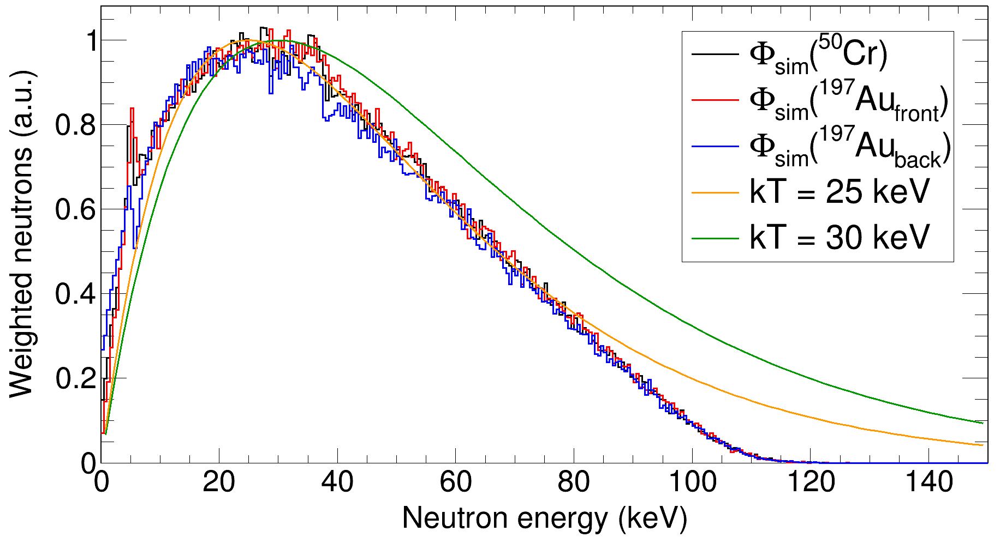 Weighted neutrons (a.u.)
1
0.8
0.6
0.4
0.2
0
0 20 40 60 80 100 120 140
Neutron energy (keV)
Φsim(50Cr)
Φsim(197Aufront)
Φsim(197Auback)
kT = 25 keV
kT = 30 keV